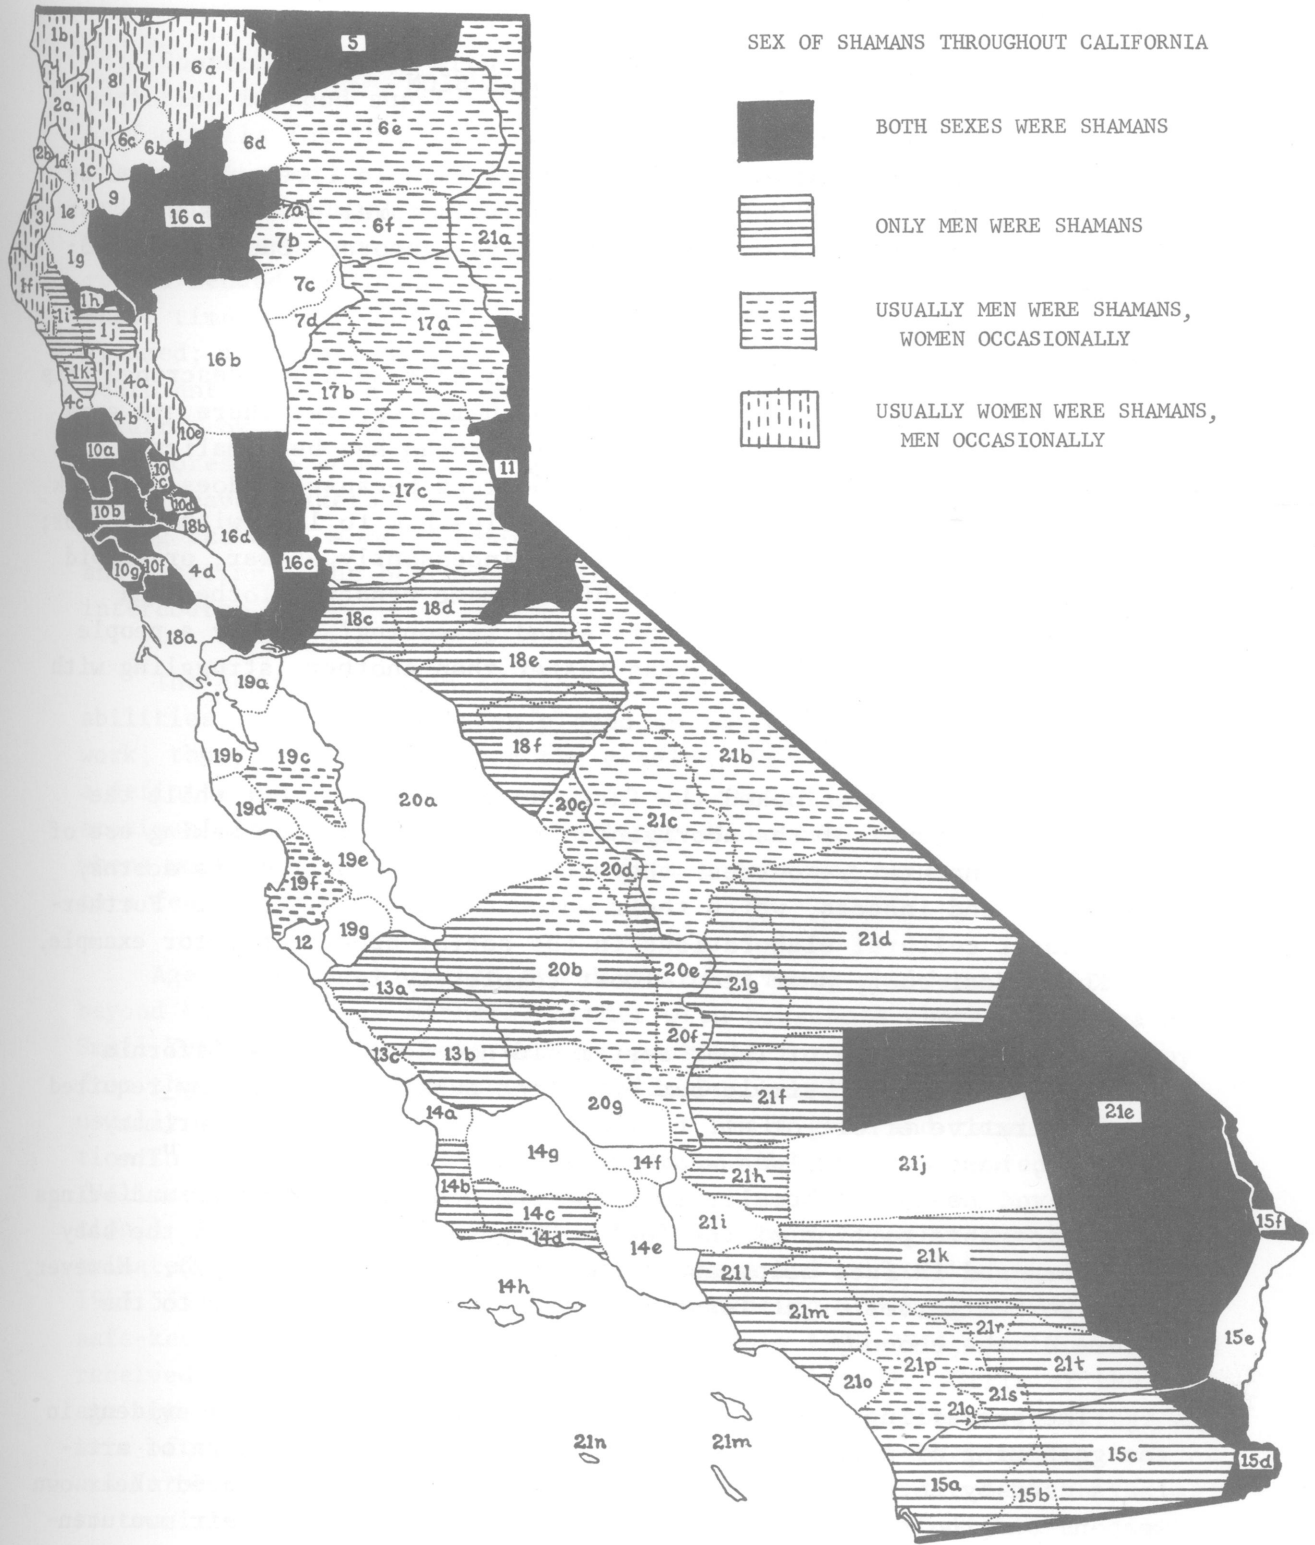 SEX OF SHAMANS THROUGHOUT CALIFORNIA
BOTH SEXES WERE SHAMANS
ONLY MEN WERE SHAMANS
USUALLY MEN WERE SHAMANS,
WOMEN OCCASIONALLY
USUALLY WOMEN WERE SHAMANS,
MEN OCCASIONALLY
1b
5
6a
8
2a
6e
6c
6b
6d
2b
1d
1c
9
1e
3
16a
7a
6f
7b
21a
1g
1f
7c
1h
1i
1j
7d
17a
16b
1k
4a
17b
4c
4b
10e
10a
10
c
11
17c
10b
10d
18b
16d
16c
10g
10f
4d
18c
18d
18a
18e
19a
18f
19b
19c
21b
20a
20c
19d
21c
19e
20d
19f
19g
12
21d
20b
20e
13a
21g
20f
13c
13b
21f
20g
14a
21e
14g
14f
21j
21h
14b
14c
21i
15f
14d
14e
21k
21l
14h
21m
21r
15e
21p
21t
21o
21s
21q
21n
21m
15c
15d
15a
15b